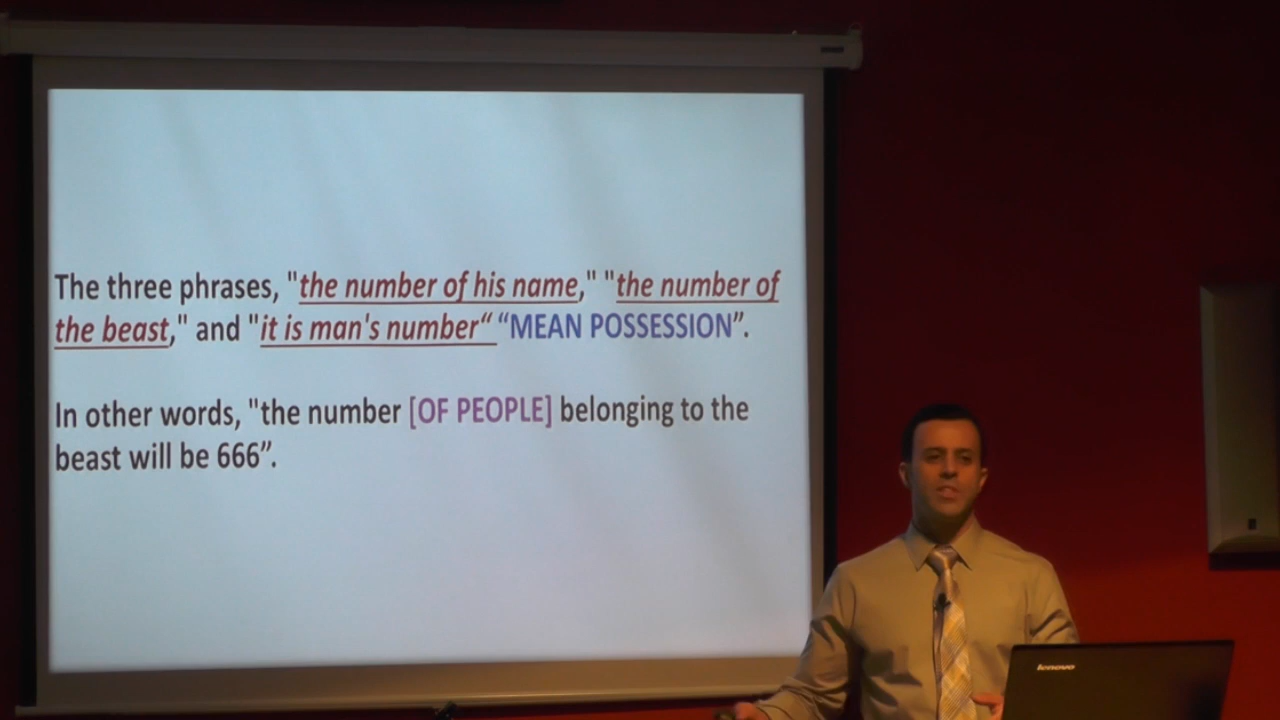 The three phrases, "the number of his name," "the number of
the beast," and "it is man's number“ “MEAN POSSESSION”.
In other words, "the number [OF PEOPLE] belonging to the
beast will be 666”.
lenovo